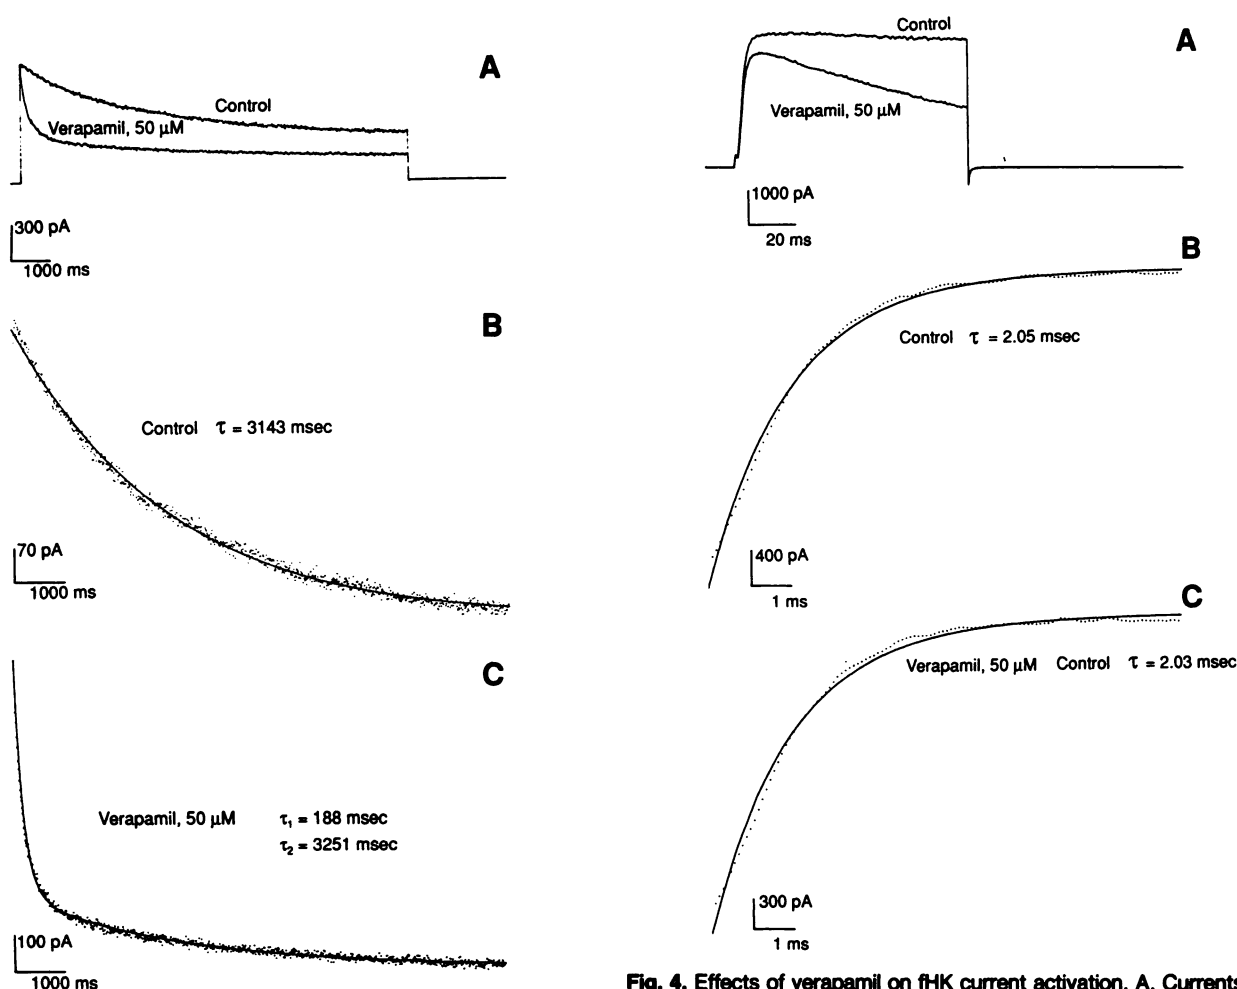 A
Control
Verapamil, 50 μM
300 pA
1000 ms
B
Control τ = 3143 msec
70 pA
1000 ms
C
Verapamil, 50 μM τ₁ = 188 msec
τ₂ = 3251 msec
100 pA
1000 ms
A
Control
Verapamil, 50 μM
1000 pA
20 ms
B
Control τ = 2.05 msec
400 pA
1 ms
C
Verapamil, 50 μM Control τ = 2.03 msec
300 pA
1 ms
Fig. 4. Effects of verapamil on fHK current activation. A. Currents